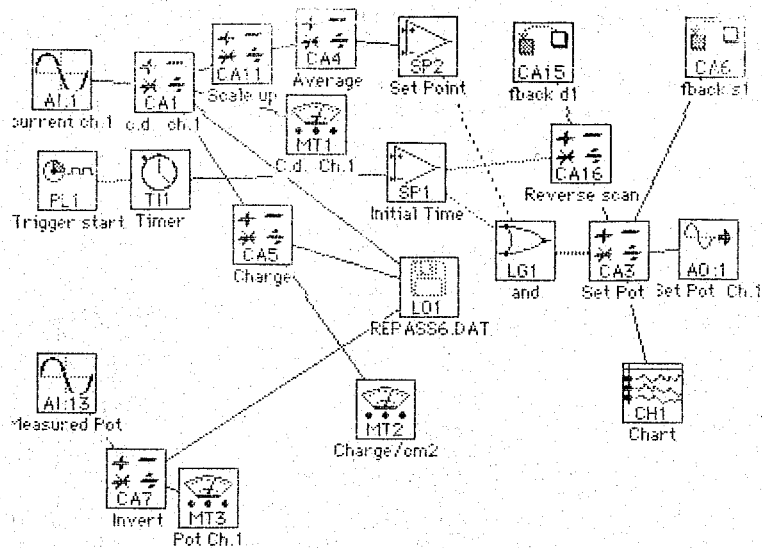 AI:1
current ch.1
CA1
c.d. ch.1
CA11
Scale up
CA4
Average
SP2
Set Point
CA15
fback d1
CA6
fback s1
MT1
C.d. Ch.1
PL1
Trigger start
TI1
Timer
SP1
Initial Time
CA16
Reverse scan
CA5
Charge
LG1
and
CA3
Set Pot
AO:1
Set Pot Ch.1
LO1
REPASS6.DAT
AI:13
Measured Pot
MT2
Charge/cm2
CH1
Chart
CA7
Invert
MT3
Pot Ch.1